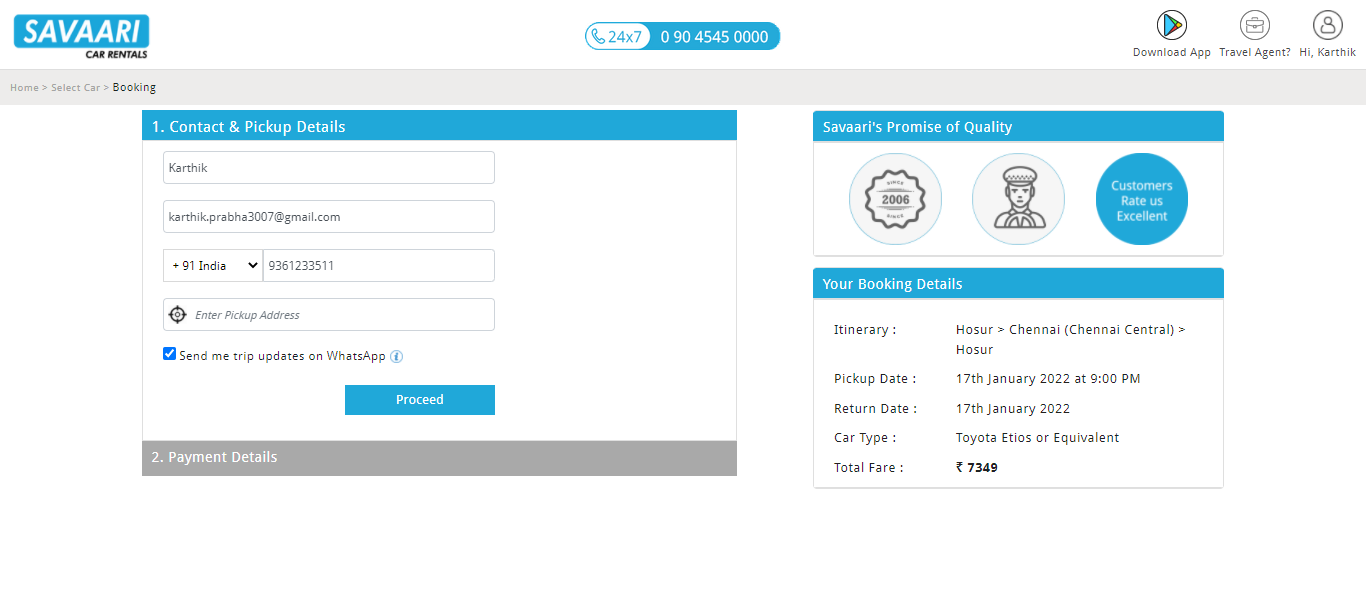 SAVAARI
CAR RENTALS
24x7 0 90 4545 0000
Download App Travel Agent? Hi, Karthik
Home > Select Car > Booking
1. Contact & Pickup Details
Karthik
karthik.prabha3007@gmail.com
+ 91 India 9361233511
Enter Pickup Address
Send me trip updates on WhatsApp i
Proceed
2. Payment Details
Savaari's Promise of Quality
SINCE
2006
SINCE
Customers
Rate us
Excellent
Your Booking Details
Itinerary : Hosur > Chennai (Chennai Central) >
Hosur
Pickup Date : 17th January 2022 at 9:00 PM
Return Date : 17th January 2022
Car Type : Toyota Etios or Equivalent
Total Fare : ₹ 7349